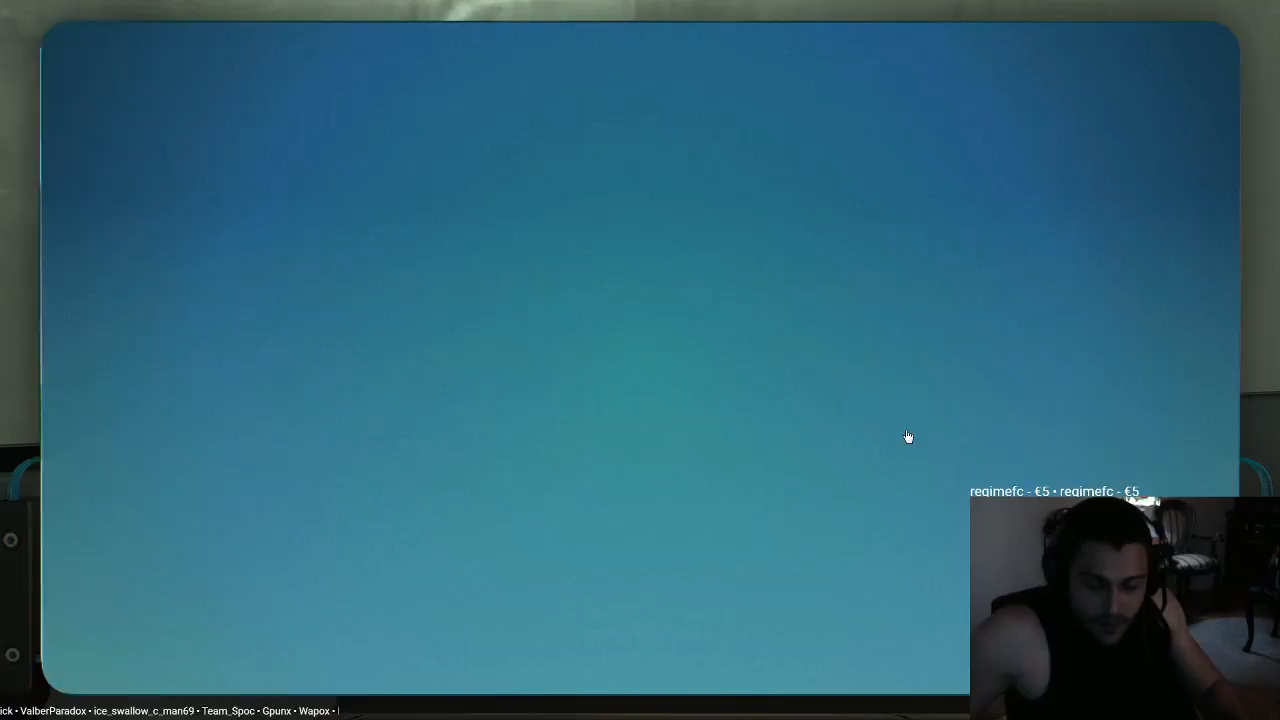 regimefc - €5 • regimefc - €5
ick • ValberParadox • ice_swallow_c_man69 • Team_Spoc • Gpunx • Wapox •